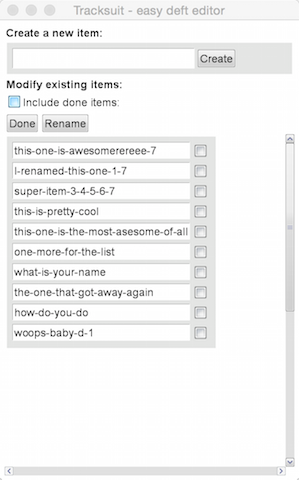 Tracksuit - easy deft editor
Create a new item:
Create
Modify existing items:
Include done items:
Done Rename
this-one-is-awesomerereee-7
I-renamed-this-one-1-7
super-item-3-4-5-6-7
this-is-pretty-cool
this-one-is-the-most-asesome-of-all
one-more-for-the-list
what-is-your-name
the-one-that-got-away-again
how-do-you-do
woops-baby-d-1